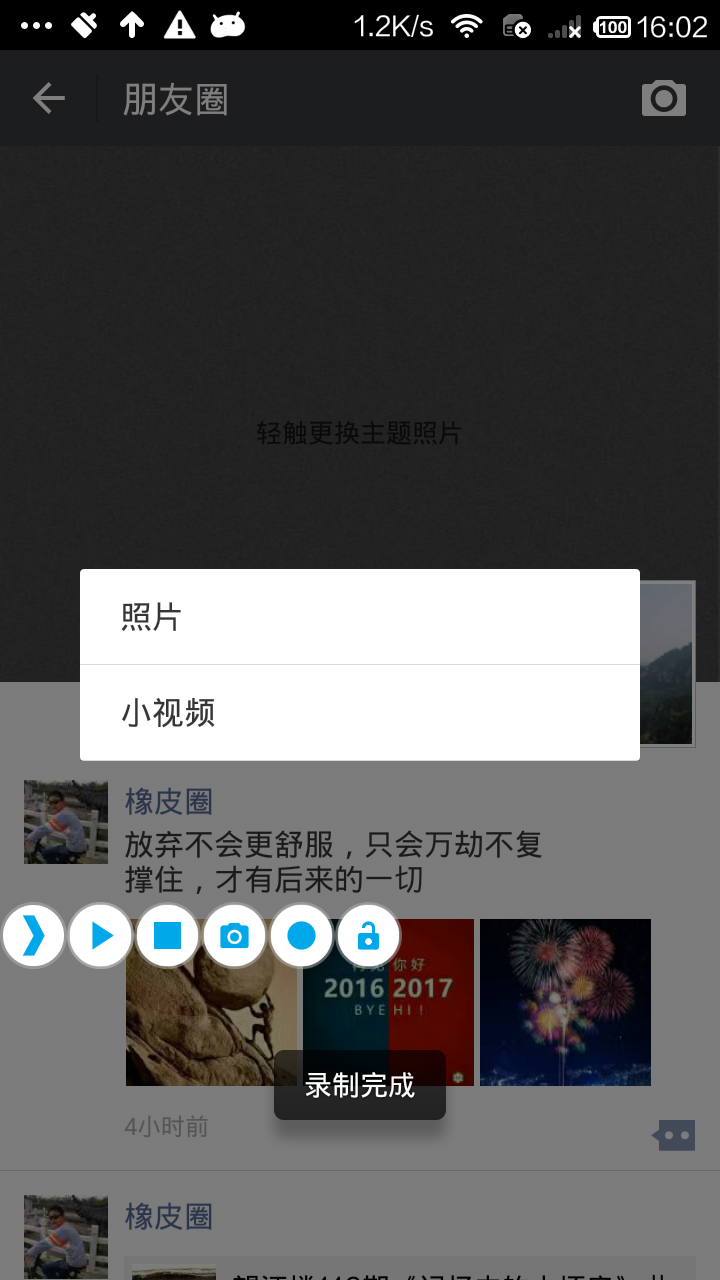 1.2K/s 100 16:02
朋友圈
轻触更换主题照片
照片
小视频
橡皮圈
放弃不会更舒服，只会万劫不复
撑住，才有后来的一切
你好
2016 2017
BYE HI !
录制完成
4小时前
橡皮圈